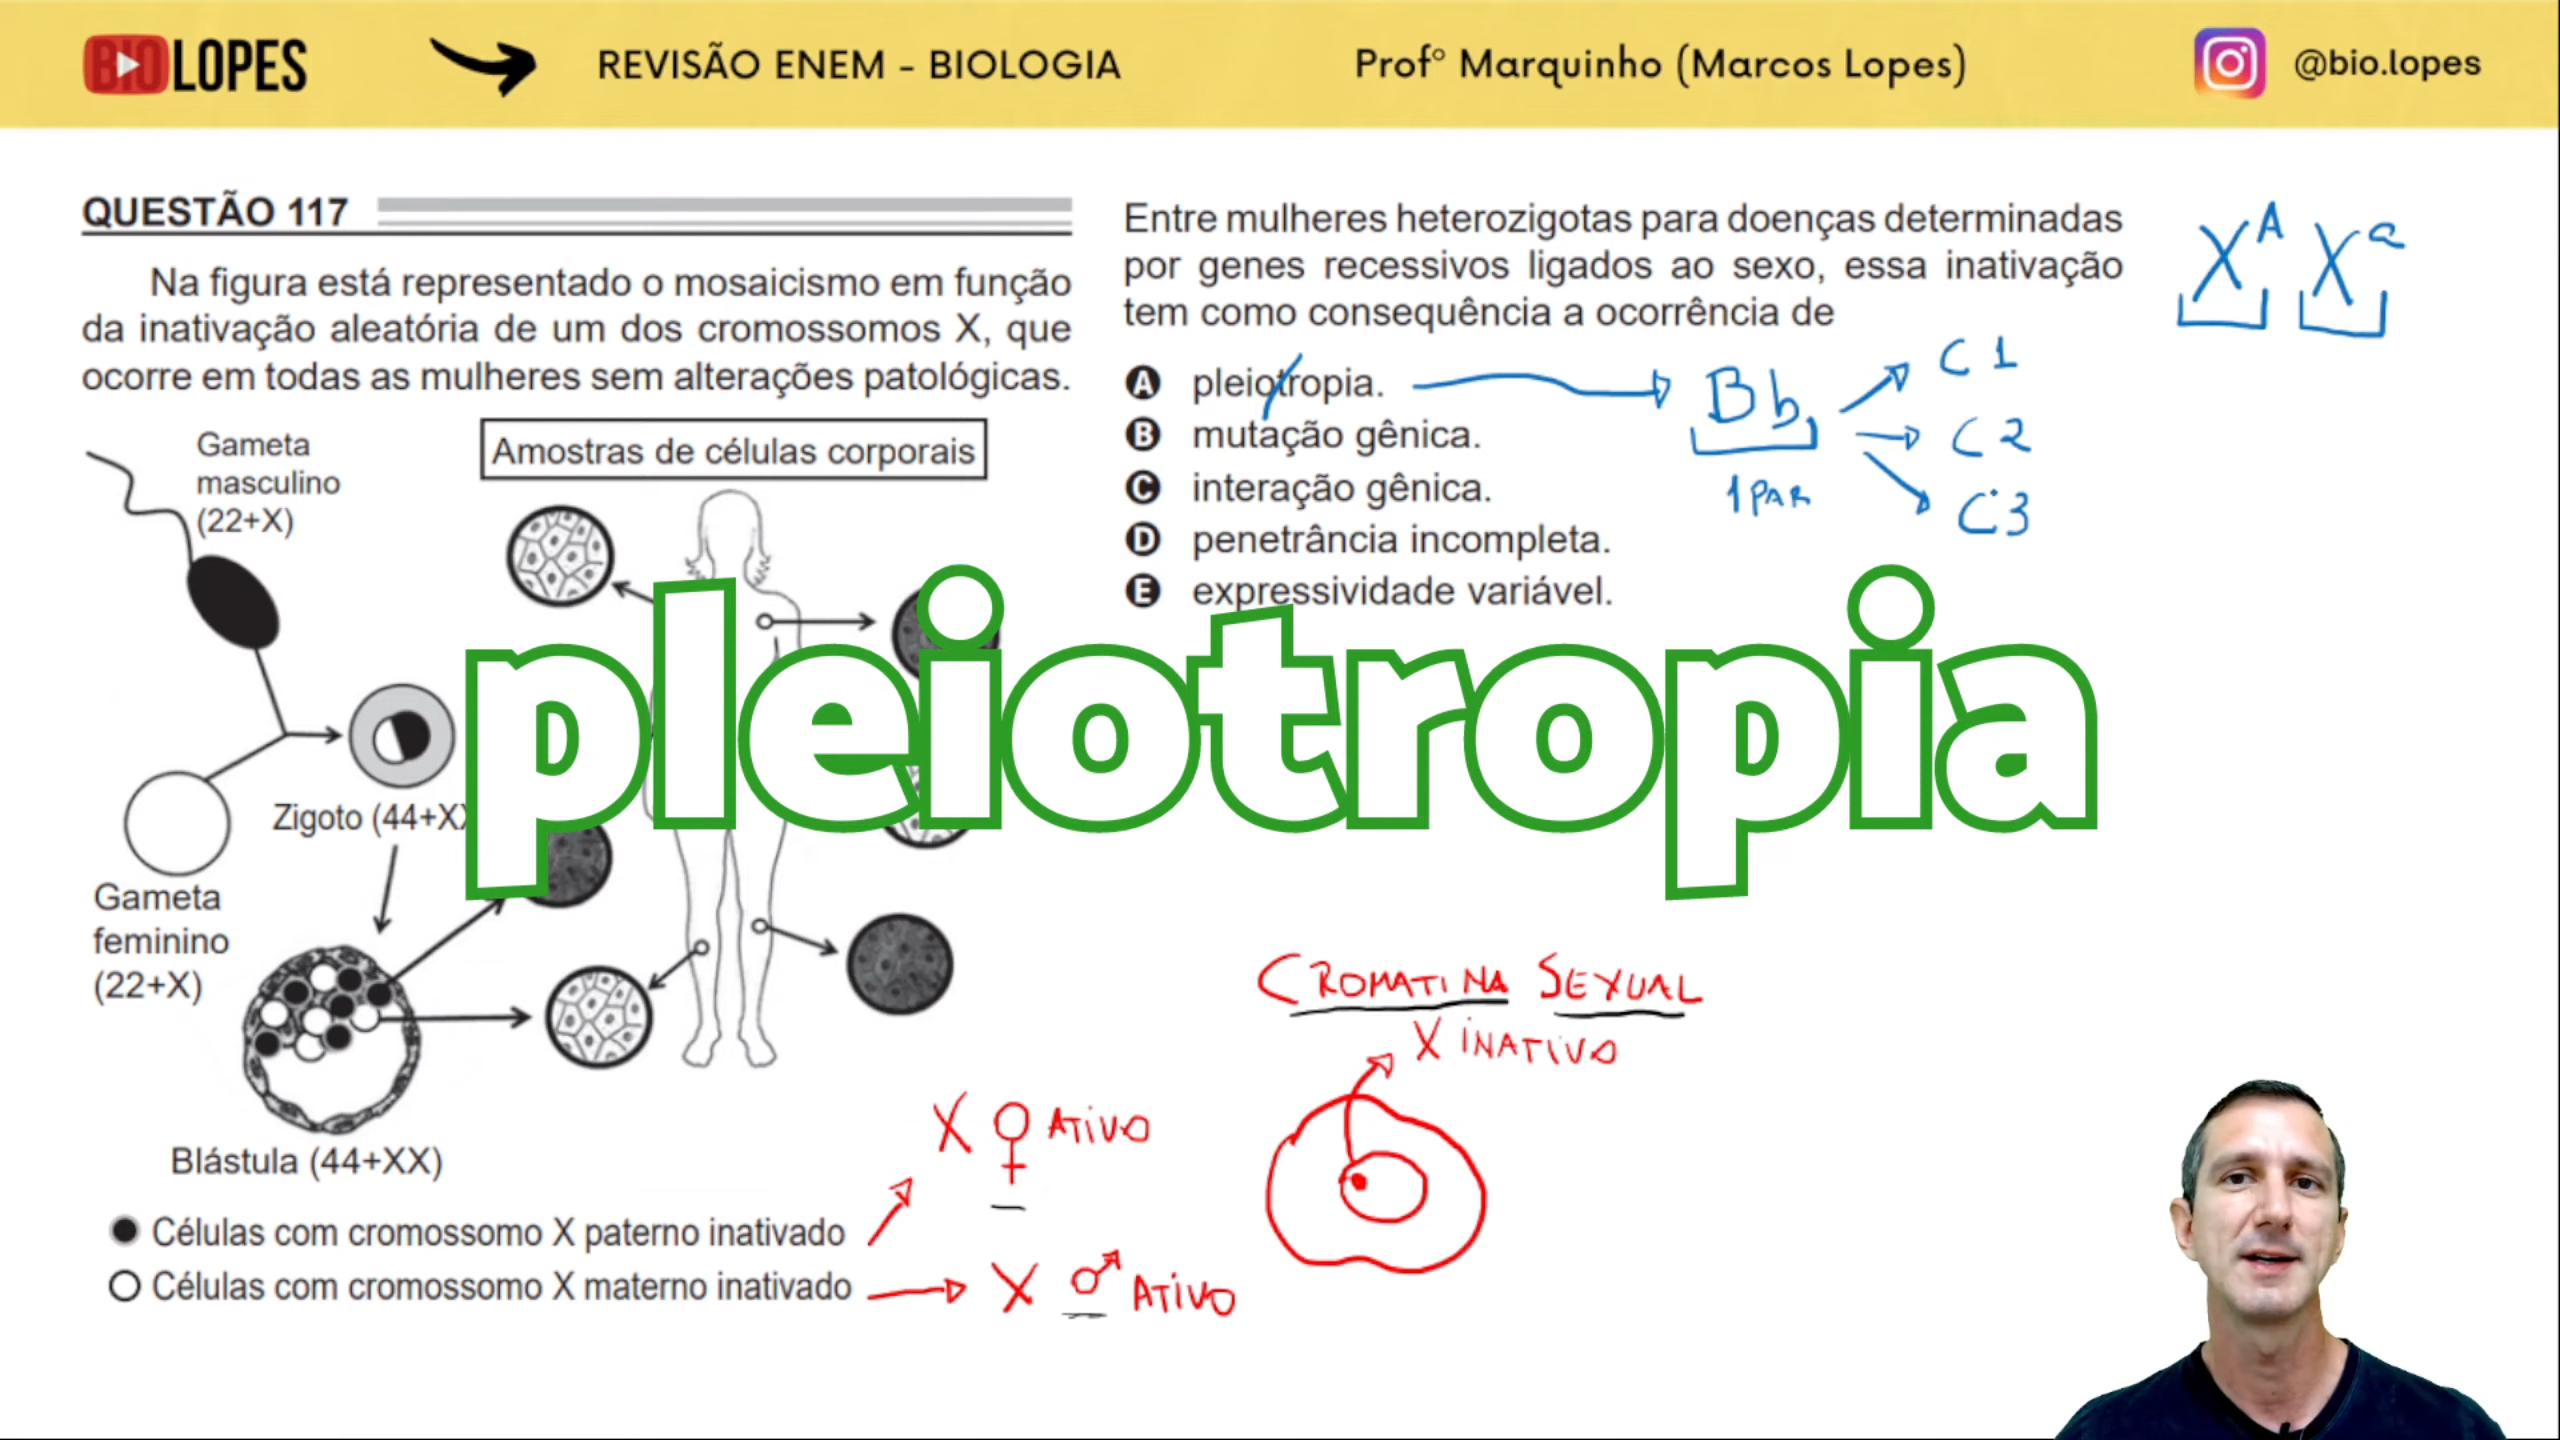 BIOLOPES
REVISÃO ENEM - BIOLOGIA
Profº Marquinho (Marcos Lopes)
@bio.lopes
QUESTÃO 117
Na figura está representado o mosaicismo em função
da inativação aleatória de um dos cromossomos X, que
ocorre em todas as mulheres sem alterações patológicas.
Gameta
masculino
(22+X)
Amostras de células corporais
Zigoto (44+XX
Gameta
feminino
(22+X)
Blástula (44+XX)
Células com cromossomo X paterno inativado
Células com cromossomo X materno inativado
X ♀ ATIVO
X ♂ ATIVO
Entre mulheres heterozigotas para doenças determinadas
por genes recessivos ligados ao sexo, essa inativação
tem como consequência a ocorrência de
A pleiotropia.
B mutação gênica.
C interação gênica.
D penetrância incompleta.
E expressividade variável.
XA Xa
Bb
1 PAR
C1
C2
C3
pleiotropia
CROMATINA SEXUAL
X INATIVO